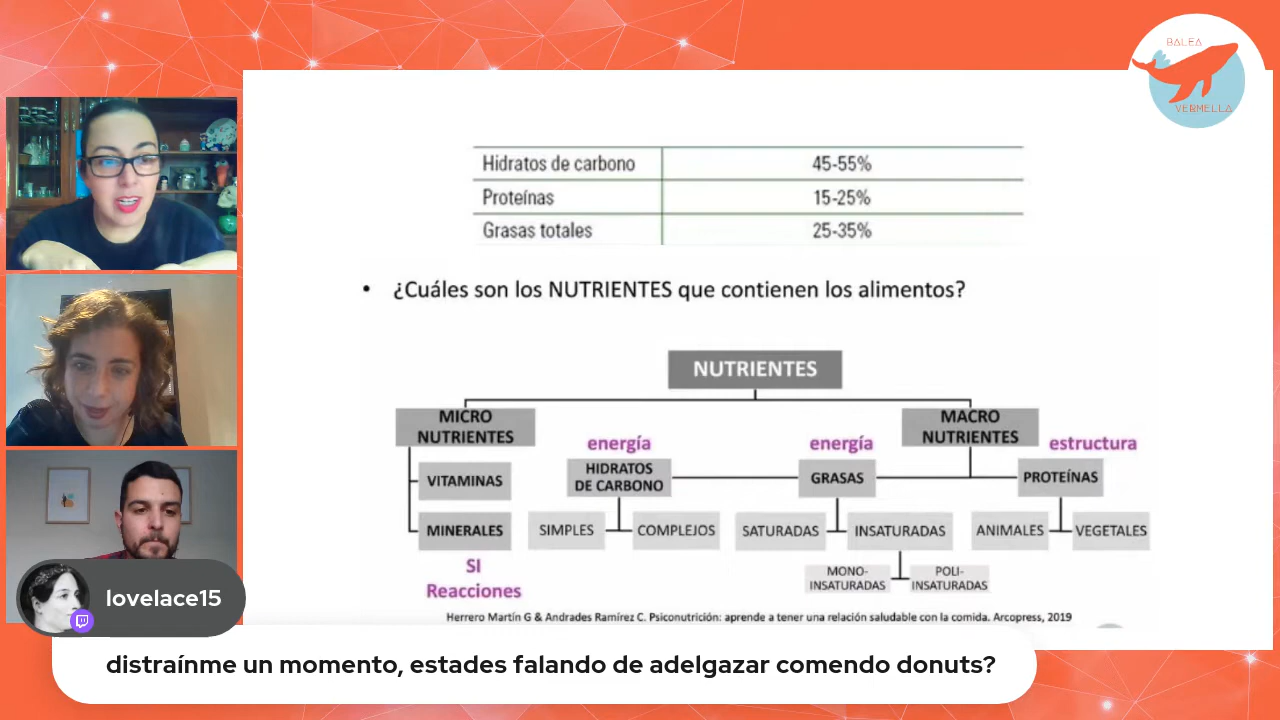 BALEA
VERMELLA
Hidratos de carbono 45-55%
Proteínas 15-25%
Grasas totales 25-35%
• ¿Cuáles son los NUTRIENTES que contienen los alimentos?
NUTRIENTES
MICRO
NUTRIENTES
MACRO
NUTRIENTES
energía
energía
estructura
HIDRATOS
DE CARBONO
GRASAS
PROTEÍNAS
VITAMINAS
MINERALES
SIMPLES
COMPLEJOS
SATURADAS
INSATURADAS
ANIMALES
VEGETALES
MONO-
INSATURADAS
POLI-
INSATURADAS
SI
Reacciones
Herrero Martín G & Andrades Ramírez C. Psiconutrición: aprende a tener una relación saludable con la comida. Arcopress, 2019
lovelace15
distraínme un momento, estades falando de adelgazar comendo donuts?